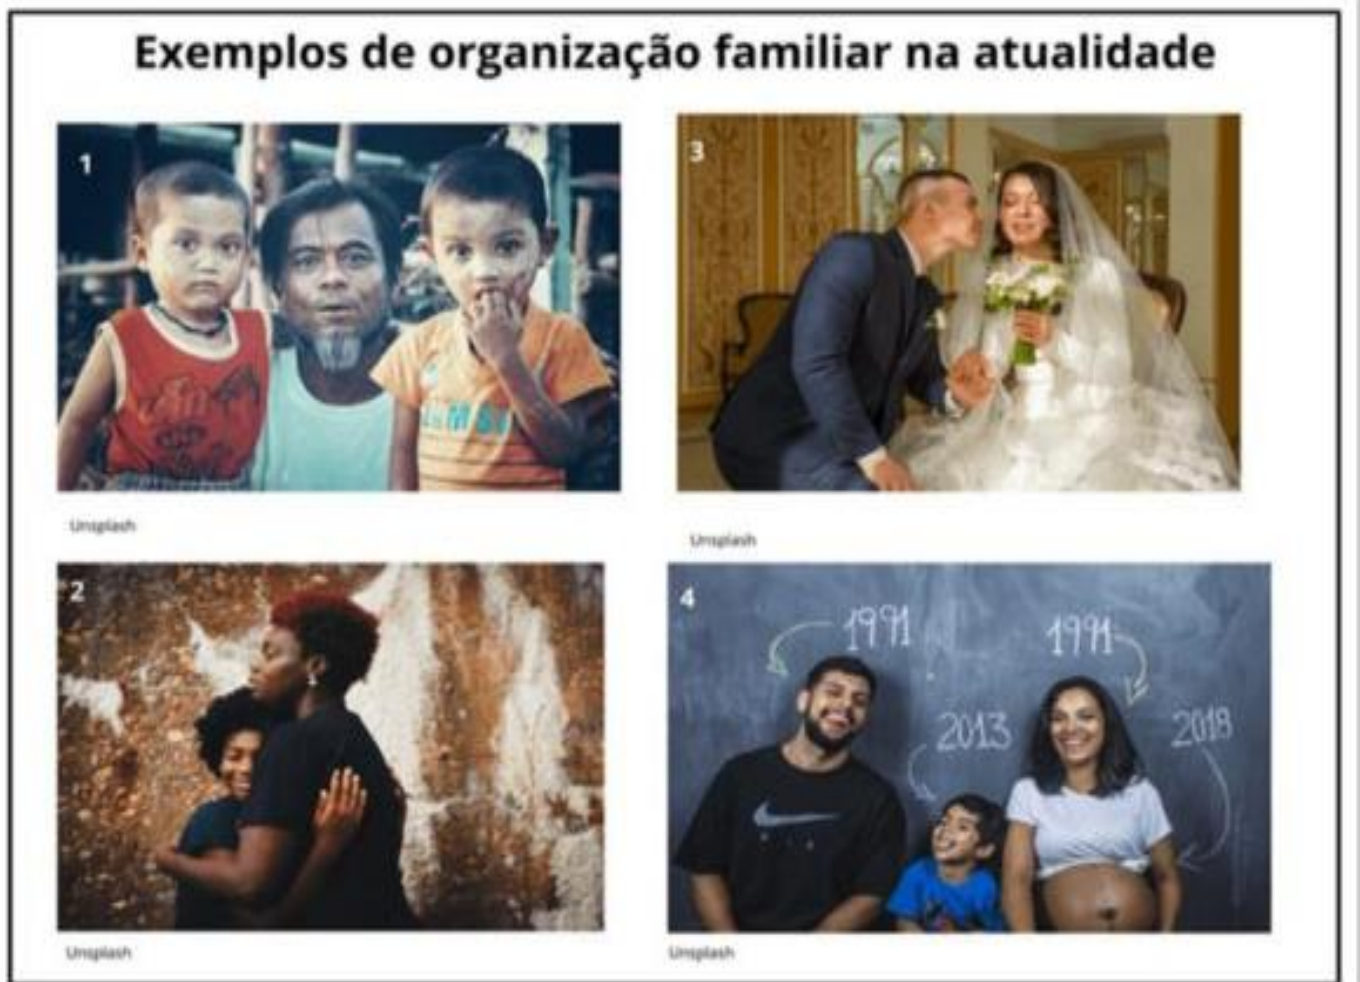 Exemplos de organização familiar na atualidade
1
3
Unsplash
Unsplash
2
4
1991
1991
2013
2018
Unsplash
Unsplash